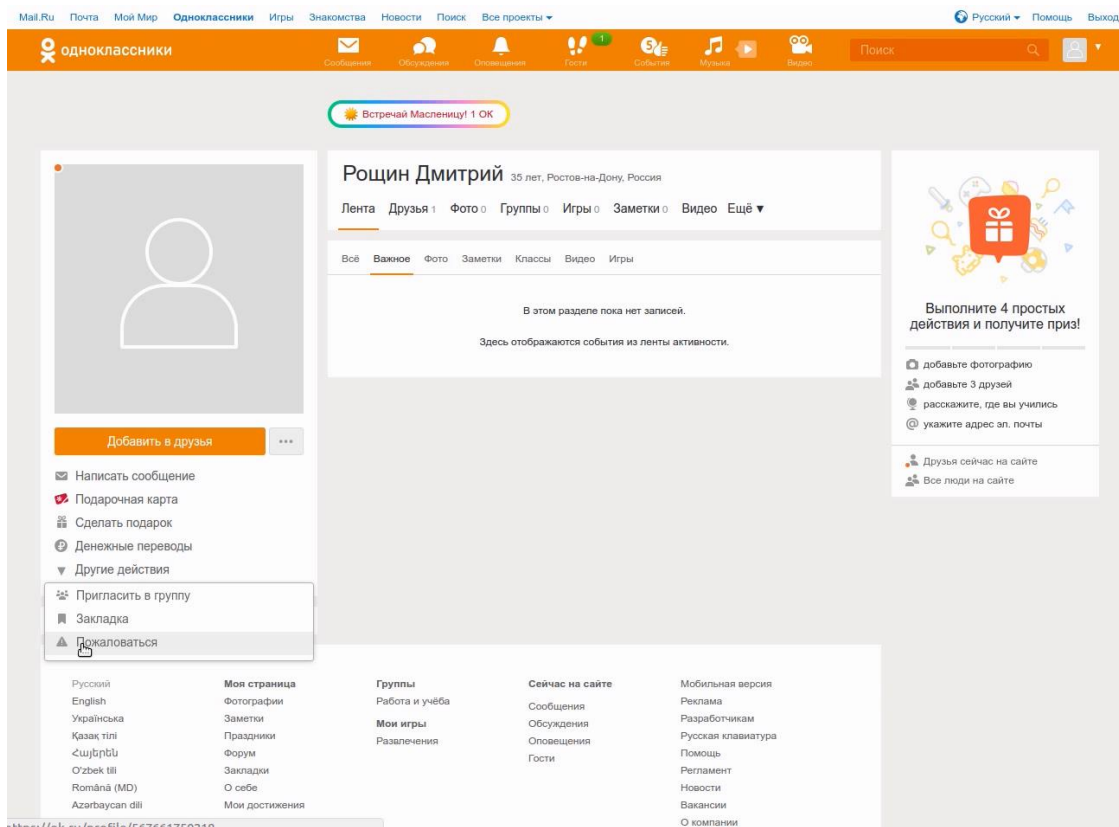 Mail.Ru Почта Мой Мир Одноклассники Игры Знакомства Новости Поиск Все проекты ▾ Русский ▾ Помощь Выход
одноклассники
Сообщения Обсуждения Оповещения Гости 1 События 5 Музыка Видео Поиск
Встречай Масленицу! 1 ОК
Рощин Дмитрий 35 лет, Ростов-на-Дону, Россия
Лента Друзья 1 Фото 0 Группы 0 Игры 0 Заметки 0 Видео Ещё ▼
Всё Важное Фото Заметки Классы Видео Игры
В этом разделе пока нет записей.
Здесь отображаются события из ленты активности.
Выполните 4 простых
действия и получите приз!
добавьте фотографию
добавьте 3 друзей
расскажите, где вы учились
укажите адрес эл. почты
Друзья сейчас на сайте
Все люди на сайте
Добавить в друзья
Написать сообщение
Подарочная карта
Сделать подарок
Денежные переводы
Другие действия
Пригласить в группу
Закладка
Пожаловаться
Русский
English
Українська
Қазақ тілі
Հայերեն
O'zbek tili
Română (MD)
Azərbaycan dili
Моя страница
Фотографии
Заметки
Праздники
Форум
Закладки
О себе
Мои достижения
Группы
Работа и учёба
Мои игры
Развлечения
Сейчас на сайте
Сообщения
Обсуждения
Оповещения
Гости
Мобильная версия
Реклама
Разработчикам
Русская клавиатура
Помощь
Регламент
Новости
Вакансии
О компании